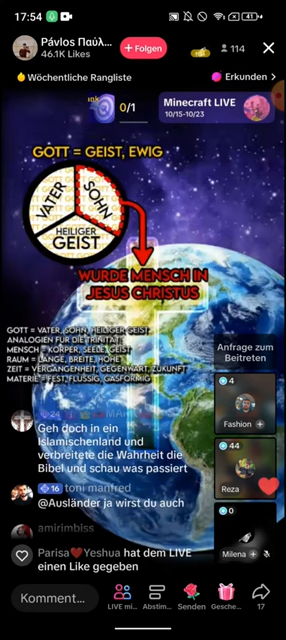 17:54
41
Pávlos Παύλ...
46.1K Likes
+ Folgen
114
Wöchentliche Rangliste
Erkunden >
0/1
Minecraft LIVE
10/15-10/23
GOTT = GEIST, EWIG
VATER
SOHN
HEILIGER
GEIST
WURDE MENSCH IN
JESUS CHRISTUS
GOTT = VATER, SOHN, HEILIGER GEIST
ANALOGIEN FÜR DIE TRINITÄT:
MENSCH = KÖRPER, SEELE, GEIST
RAUM = LÄNGE, BREITE, HÖHE
ZEIT = VERGANGENHEIT, GEGENWART, ZUKUNFT
MATERIE = FEST, FLÜSSIG, GASFÖRMIG
Anfrage zum
Beitreten
4
Fashion
44
Reza
0
Milena
24
Geh doch in ein
Islamischenland und
verbreitete die Wahrheit die
Bibel und schau was passiert
16 toni manfred
@Ausländer ja wirst du auch
amirimbiss
Parisa❤️Yeshua hat dem LIVE
einen Like gegeben
Komment...
LIVE mi...
Abstim...
Senden
Gesche...
17